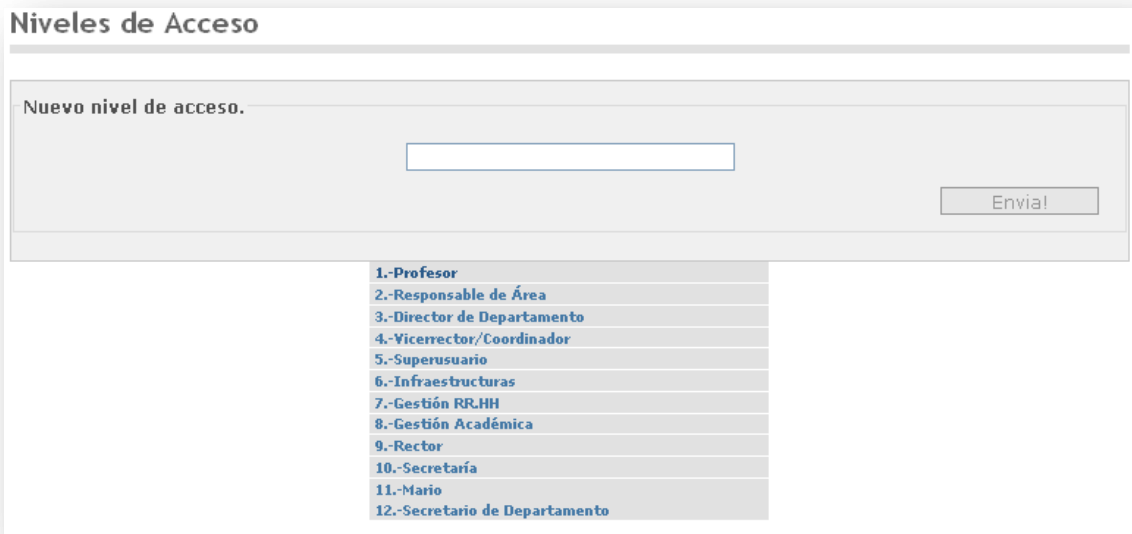 Niveles de Acceso
Nuevo nivel de acceso.
Envia!
1.-Profesor
2.-Responsable de Área
3.-Director de Departamento
4.-Vicerrector/Coordinador
5.-Superusuario
6.-Infraestructuras
7.-Gestión RR.HH
8.-Gestión Académica
9.-Rector
10.-Secretaría
11.-Mario
12.-Secretario de Departamento